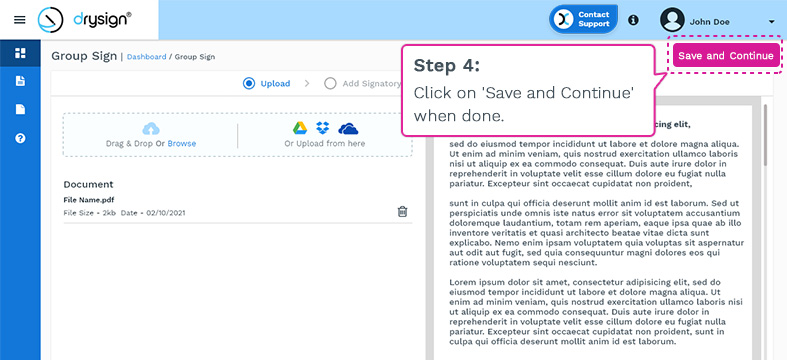 drysign®
Contact
Support
John Doe
Group Sign | Dashboard / Group Sign
Save and Continue
Step 4:
Click on 'Save and Continue'
when done.
Upload > Add Signatory
Drag & Drop Or Browse
Or Upload from here
Document
File Name.pdf
File Size • 2kb Date • 02/10/2021
cing elit,
sed do eiusmod tempor incididunt ut labore et dolore magna aliqua.
Ut enim ad minim veniam, quis nostrud exercitation ullamco laboris
nisi ut aliquip ex ea commodo consequat. Duis aute irure dolor in
reprehenderit in voluptate velit esse cillum dolore eu fugiat nulla
pariatur. Excepteur sint occaecat cupidatat non proident,
sunt in culpa qui officia deserunt mollit anim id est laborum. Sed ut
perspiciatis unde omnis iste natus error sit voluptatem accusantium
doloremque laudantium, totam rem aperiam, eaque ipsa quae ab illo
inventore veritatis et quasi architecto beatae vitae dicta sunt
explicabo. Nemo enim ipsam voluptatem quia voluptas sit aspernatur
aut odit aut fugit, sed quia consequuntur magni dolores eos qui
ratione voluptatem sequi nesciunt.
Lorem ipsum dolor sit amet, consectetur adipisicing elit, sed do
eiusmod tempor incididunt ut labore et dolore magna aliqua. Ut
enim ad minim veniam, quis nostrud exercitation ullamco laboris nisi
ut aliquip ex ea commodo consequat. Duis aute irure dolor in
reprehenderit in voluptate velit esse cillum dolore eu fugiat nulla
pariatur. Excepteur sint occaecat cupidatat non proident, sunt in
culpa qui officia deserunt mollit anim id est laborum.